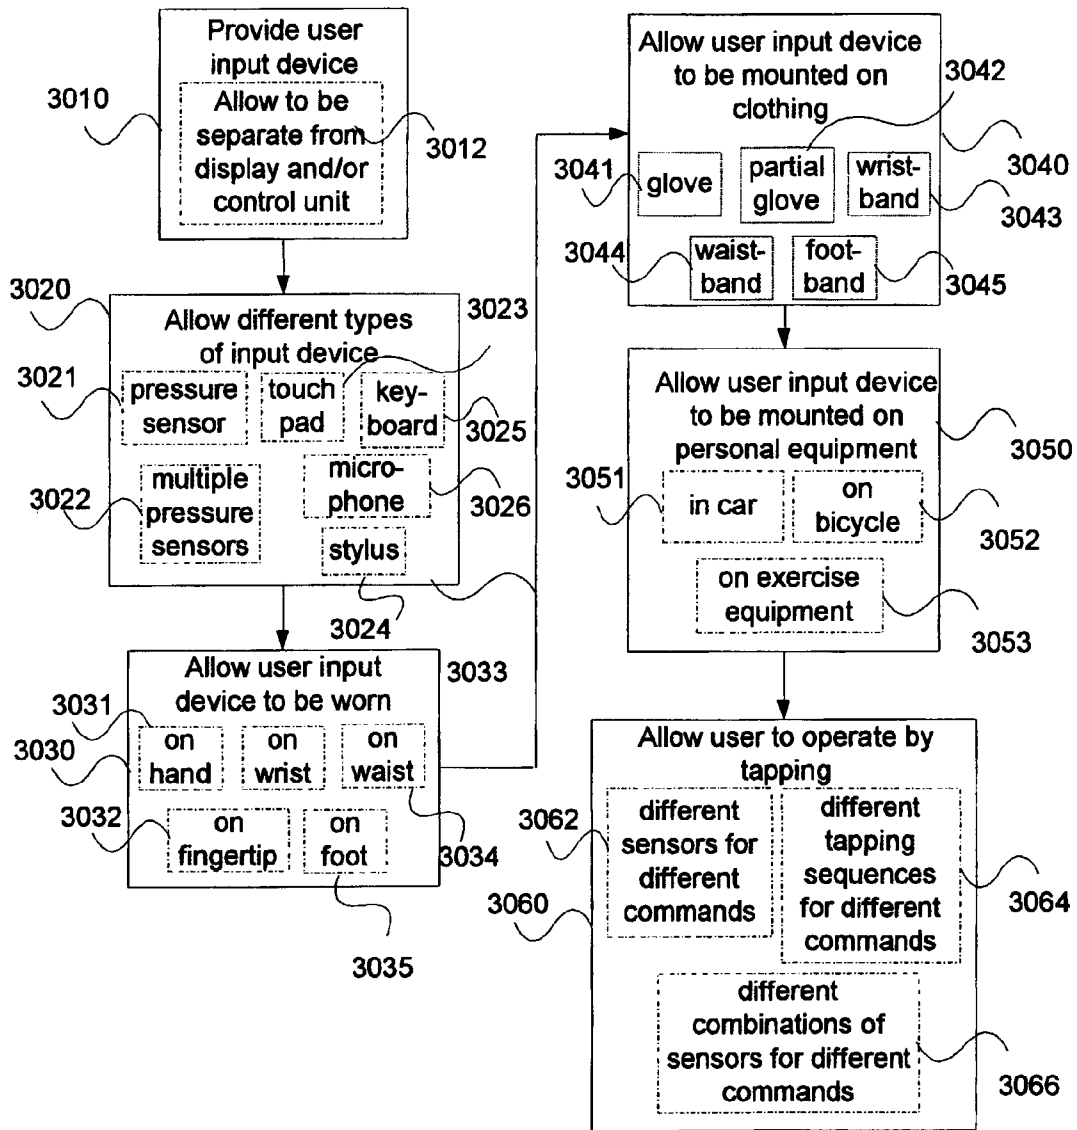 Provide user
input device
3010
Allow to be
separate from
display and/or
control unit
3012
3020
Allow different types
of input device
3023
3021
pressure
sensor
touch
pad
key-
board
3025
3022
multiple
pressure
sensors
micro-
phone
3026
stylus
3024
Allow user input
device to be worn
3033
3031
3030
on
hand
on
wrist
on
waist
3032
on
fingertip
on
foot
3034
3035
Allow user input device
to be mounted on
clothing
3042
3040
3041
glove
partial
glove
wrist-
band
3043
3044
waist-
band
foot-
band
3045
Allow user input device
to be mounted on
personal equipment
3050
3051
in car
on
bicycle
3052
on exercise
equipment
3053
Allow user to operate by
tapping
3062
different
sensors for
different
commands
different
tapping
sequences
for different
commands
3064
3060
different
combinations of
sensors for different
commands
3066